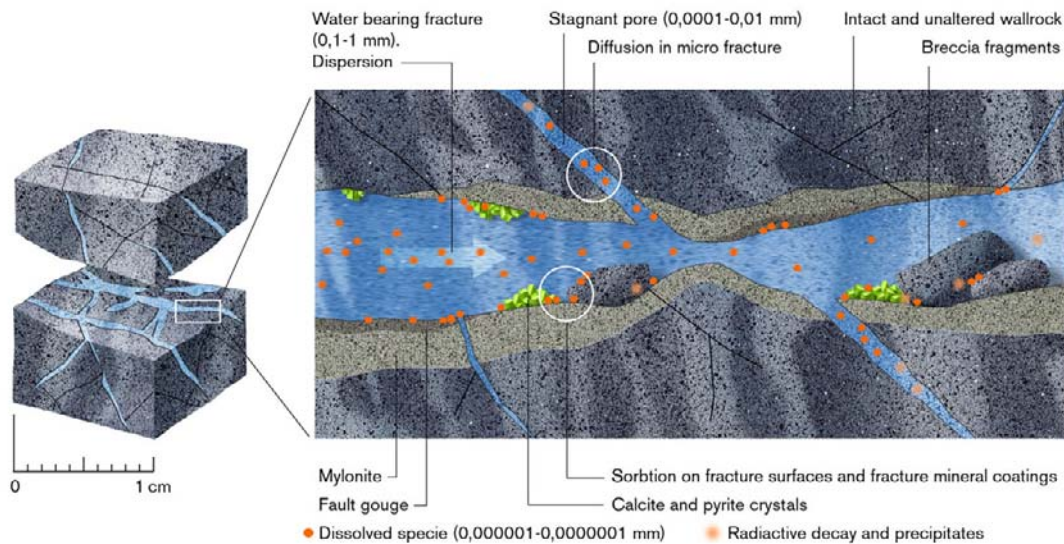 Water bearing fracture
(0,1-1 mm).
Dispersion
Stagnant pore (0,0001-0,01 mm)
Diffusion in micro fracture
Intact and unaltered wallrock
Breccia fragments
0
1 cm
Mylonite
Fault gouge
Sorbtion on fracture surfaces and fracture mineral coatings
Calcite and pyrite crystals
Dissolved specie (0,000001-0,0000001 mm)
Radiactive decay and precipitates